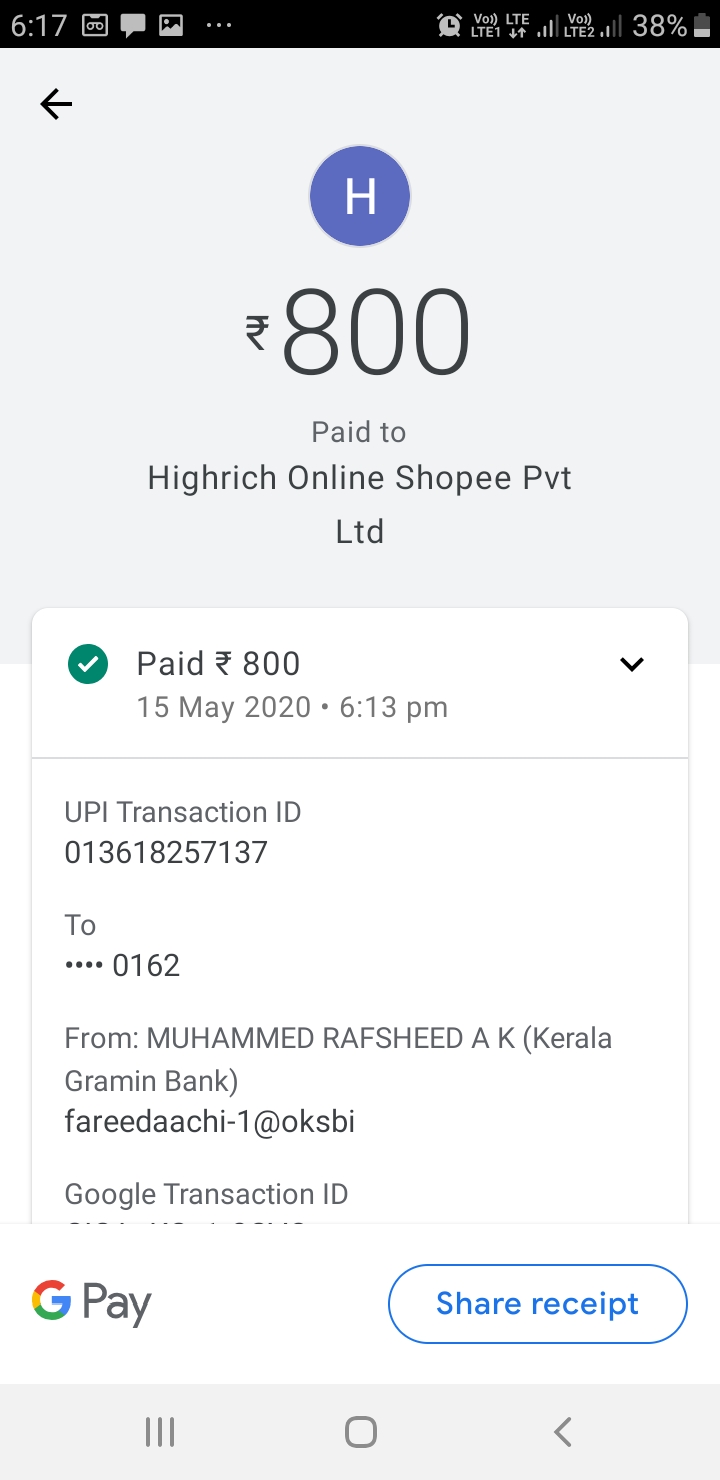 6:17 ... Vo)) LTE Vo)) 38%
LTE1 LTE2
H
₹800
Paid to
Highrich Online Shopee Pvt
Ltd
Paid ₹ 800
15 May 2020 • 6:13 pm
UPI Transaction ID
013618257137
To
•••• 0162
From: MUHAMMED RAFSHEED A K (Kerala
Gramin Bank)
fareedaachi-1@oksbi
Google Transaction ID
G Pay
Share receipt